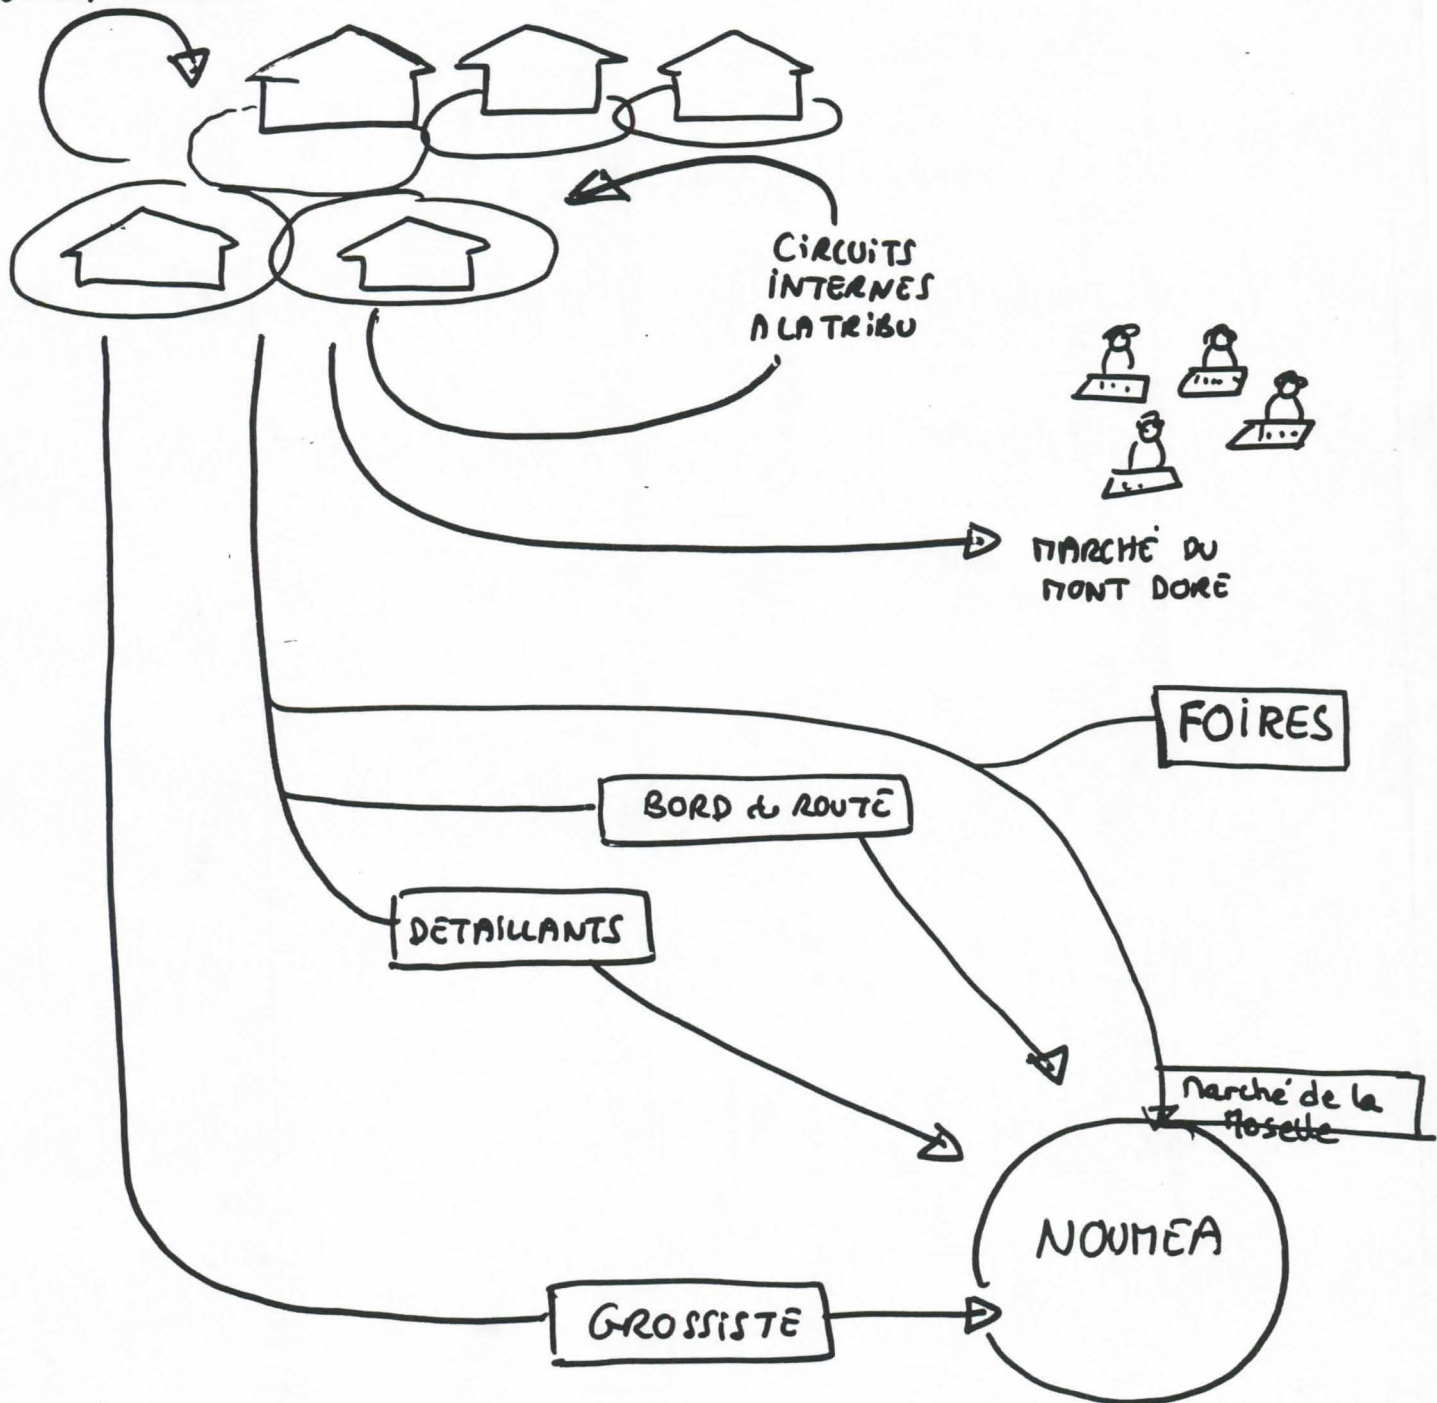 CIRCUITS
INTERNES
A LA TRIBU
MARCHÉ DU
MONT DORE
FOIRES
BORD de ROUTE
DETAILLANTS
Marché de la
Moselle
NOUMEA
GROSSISTE